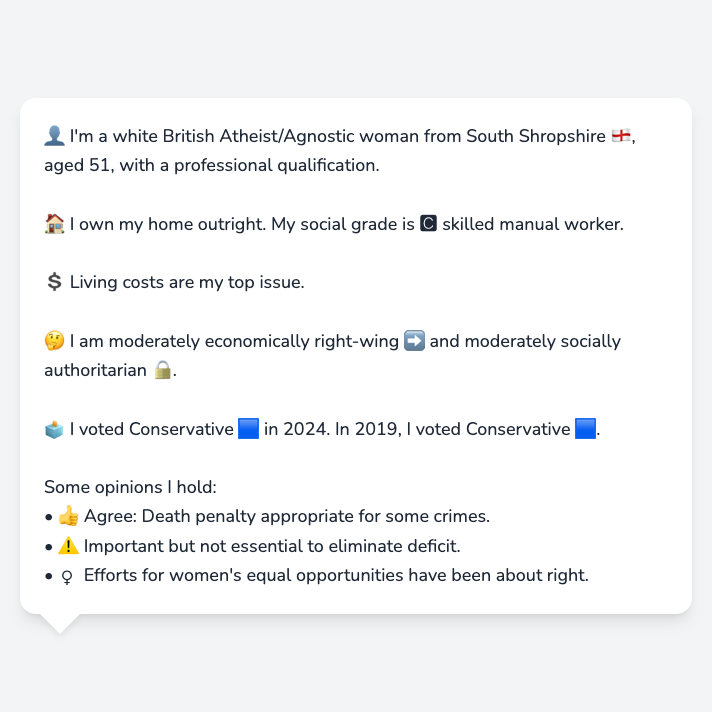 👤 I'm a white British Atheist/Agnostic woman from South Shropshire 🏴󠁧󠁢󠁥󠁮󠁧󠁿,
aged 51, with a professional qualification.
🏠 I own my home outright. My social grade is 🅲 skilled manual worker.
💲 Living costs are my top issue.
🤔 I am moderately economically right-wing ➡️ and moderately socially
authoritarian 🔒.
🗳️ I voted Conservative 🟦 in 2024. In 2019, I voted Conservative 🟦.
Some opinions I hold:
• 👍 Agree: Death penalty appropriate for some crimes.
• ⚠️ Important but not essential to eliminate deficit.
• ♀ Efforts for women's equal opportunities have been about right.